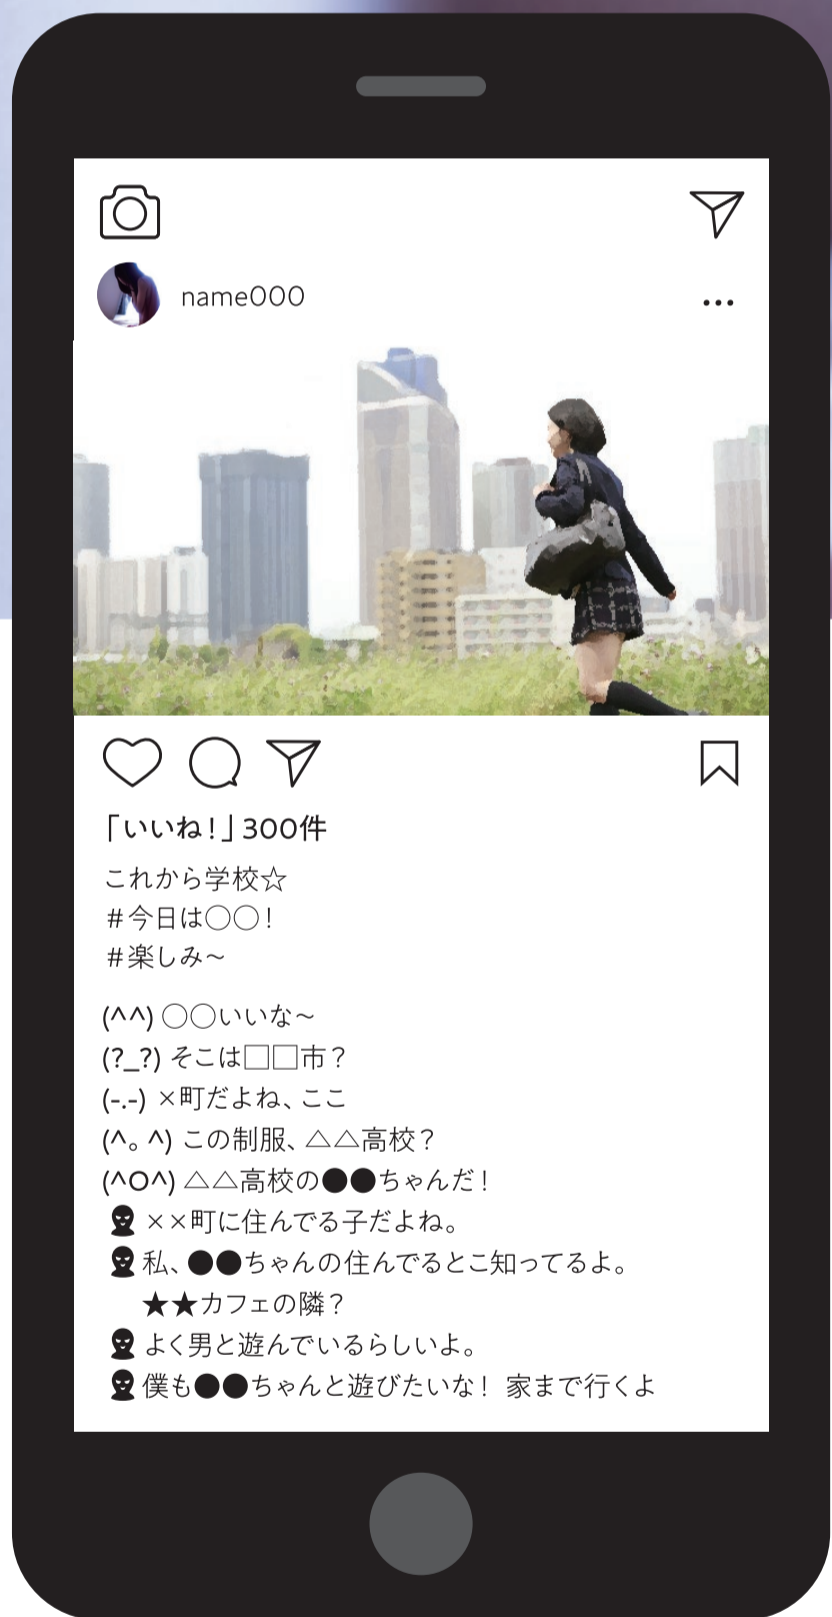 name000
「いいね！」300件
これから学校☆
＃今日は○○！
＃楽しみ～
(^^) ○○いいな～
(?_?) そこは□□市？
(-.-) ×町だよね、ここ
(^。^) この制服、△△高校？
(^O^) △△高校の●●ちゃんだ！
××町に住んでる子だよね。
私、●●ちゃんの住んでるとこ知ってるよ。
★★カフェの隣？
よく男と遊んでいるらしいよ。
僕も●●ちゃんと遊びたいな！ 家まで行くよ